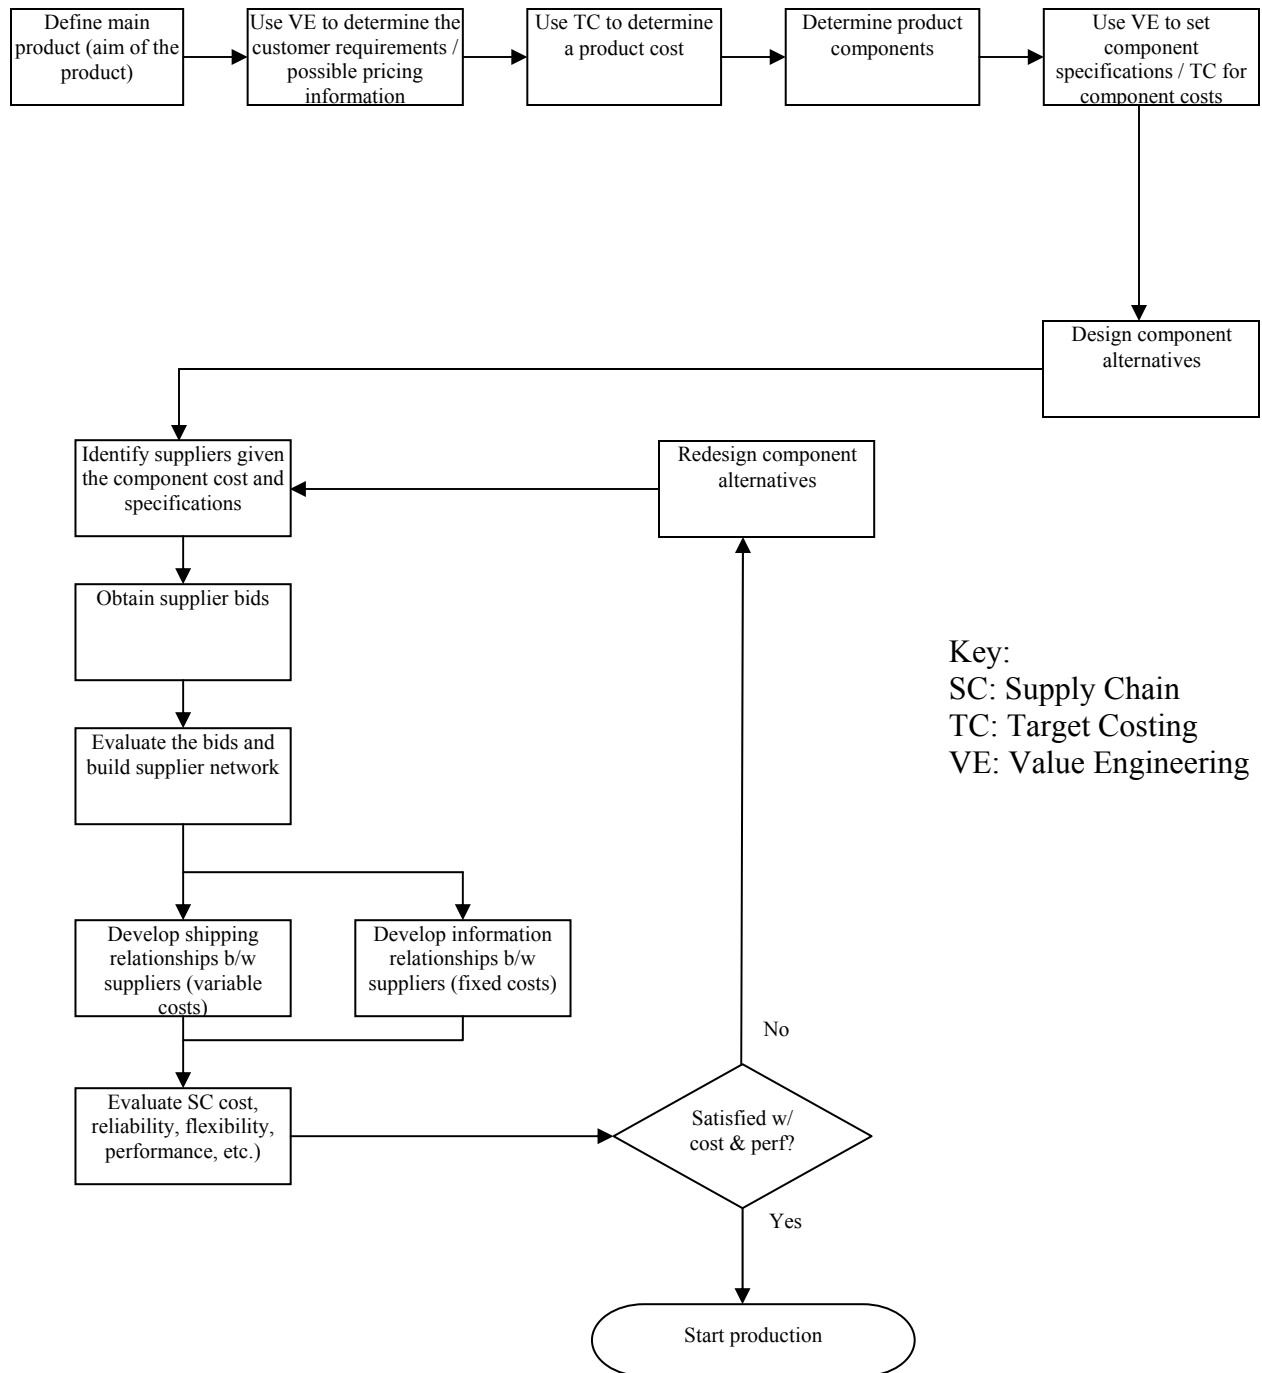 Define main
product (aim of the
product)
Use VE to determine the
customer requirements /
possible pricing
information
Use TC to determine
a product cost
Determine product
components
Use VE to set
component
specifications / TC for
component costs
Design component
alternatives
Identify suppliers given
the component cost and
specifications
Redesign component
alternatives
Obtain supplier bids
Key:
SC: Supply Chain
TC: Target Costing
VE: Value Engineering
Evaluate the bids and
build supplier network
Develop shipping
relationships b/w
suppliers (variable
costs)
Develop information
relationships b/w
suppliers (fixed costs)
No
Evaluate SC cost,
reliability, flexibility,
performance, etc.)
Satisfied w/
cost & perf?
Yes
Start production